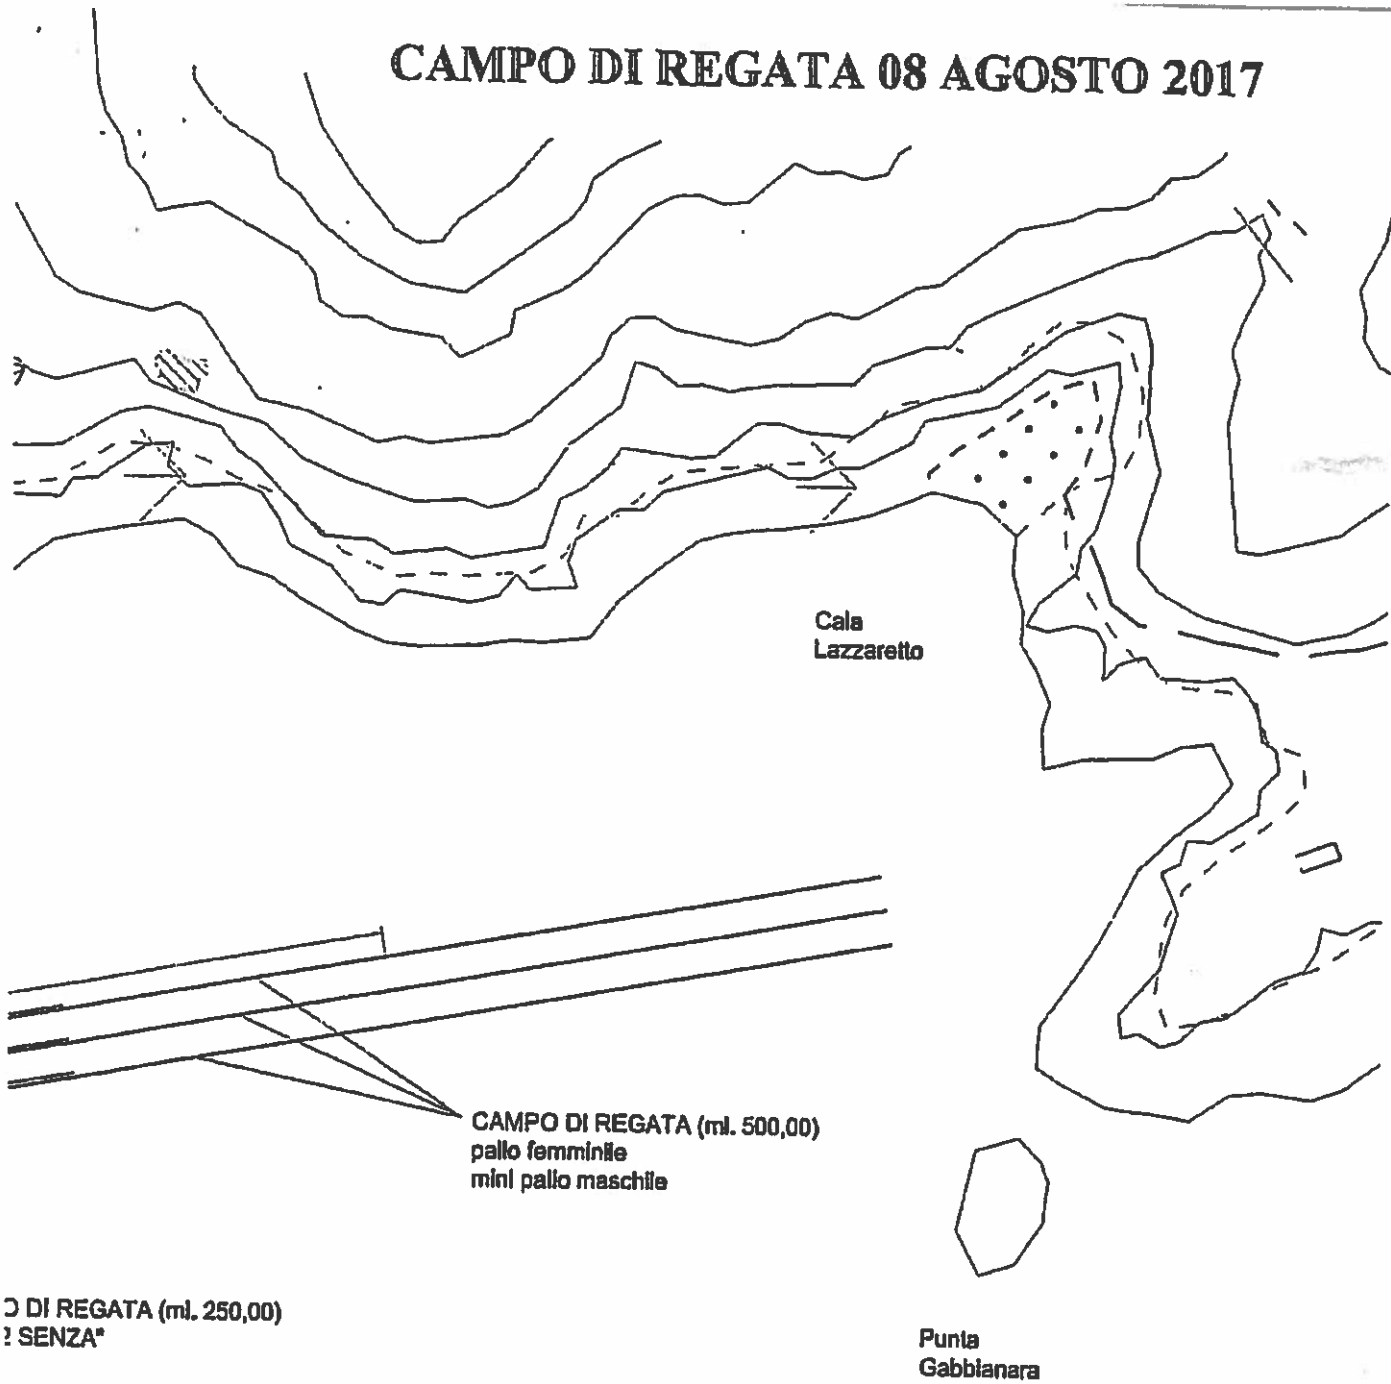 CAMPO DI REGATA 08 AGOSTO 2017
Cala
Lazzaretto
CAMPO DI REGATA (ml. 500,00)
palio femminile
mini palio maschile
O DI REGATA (ml. 250,00)
2 SENZA"
Punta
Gabbianara